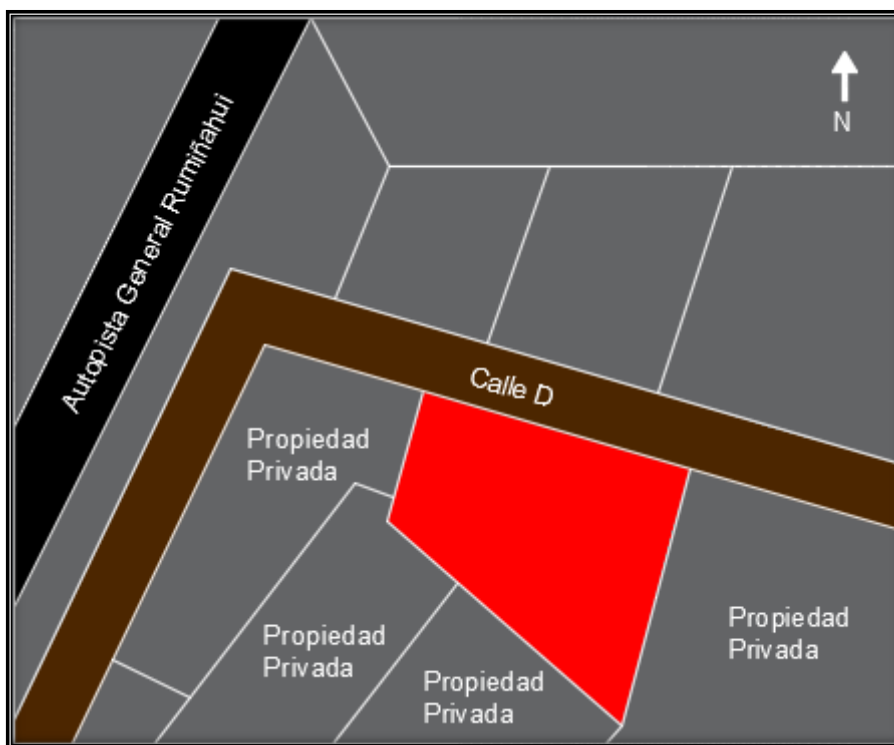 N
Autopista General Rumiñahui
Calle D
Propiedad
Privada
Propiedad
Privada
Propiedad
Privada
Propiedad
Privada